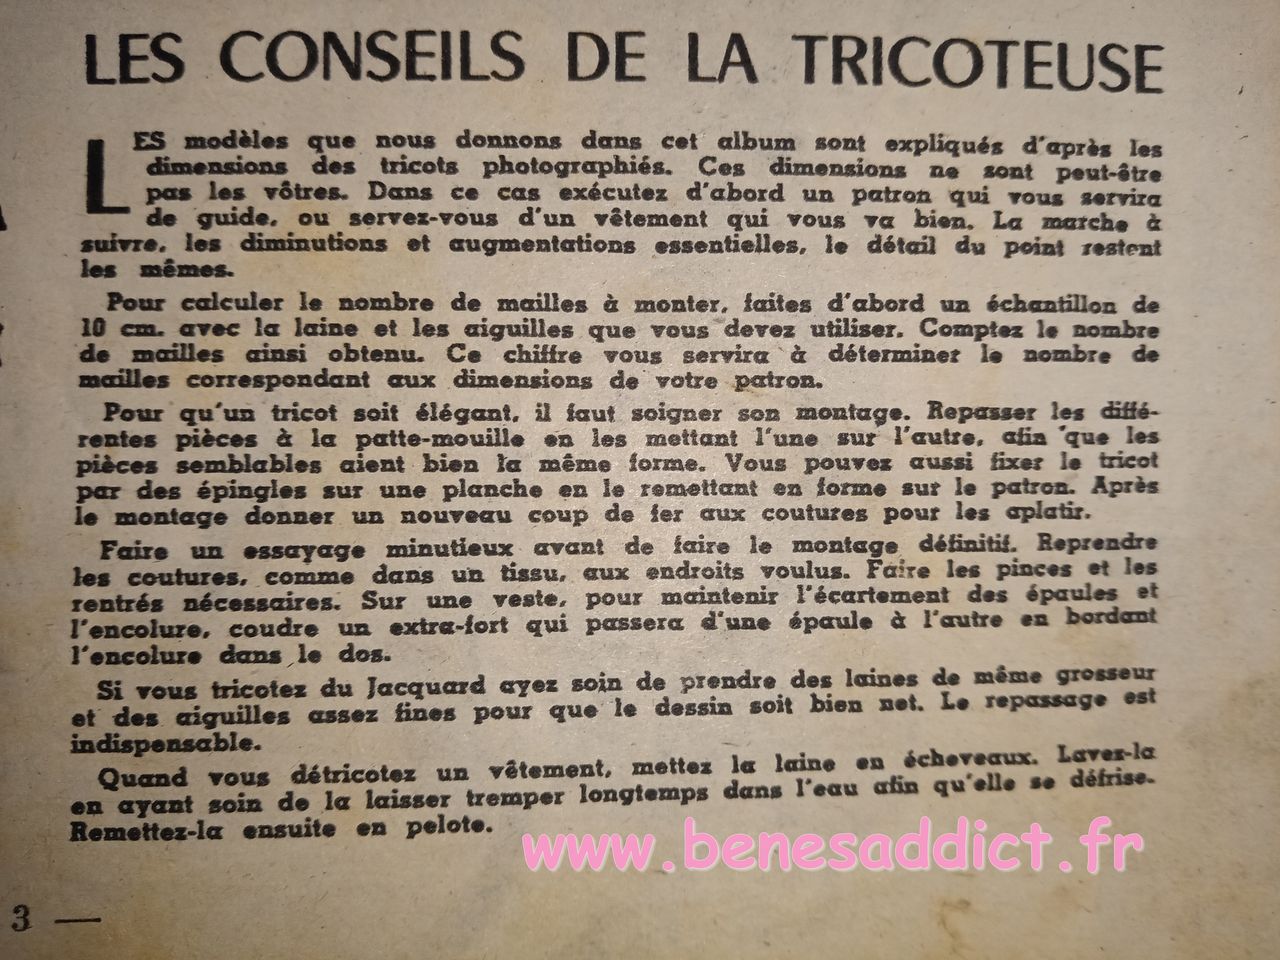 LES CONSEILS DE LA TRICOTEUSE
LES modèles que nous donnons dans cet album sont expliqués d'après les
dimensions des tricots photographiés. Ces dimensions ne sont peut-être
pas les vôtres. Dans ce cas exécutez d'abord un patron qui vous servira
de guide, ou servez-vous d'un vêtement qui vous va bien. La marche à
suivre, les diminutions et augmentations essentielles, le détail du point restent
les mêmes.
Pour calculer le nombre de mailles à monter, faites d'abord un échantillon de
10 cm. avec la laine et les aiguilles que vous devez utiliser. Comptez le nombre
de mailles ainsi obtenu. Ce chiffre vous servira à déterminer le nombre de
mailles correspondant aux dimensions de votre patron.
Pour qu'un tricot soit élégant, il faut soigner son montage. Repasser les diffé-
rentes pièces à la patte-mouille en les mettant l'une sur l'autre, afin que les
pièces semblables aient bien la même forme. Vous pouvez aussi fixer le tricot
par des épingles sur une planche en le remettant en forme sur le patron. Après
le montage donner un nouveau coup de fer aux coutures pour les aplatir.
Faire un essayage minutieux avant de faire le montage définitif. Reprendre
les coutures, comme dans un tissu, aux endroits voulus. Faire les pinces et les
rentrés nécessaires. Sur une veste, pour maintenir l'écartement des épaules et
l'encolure, coudre un extra-fort qui passera d'une épaule à l'autre en bordant
l'encolure dans le dos.
Si vous tricotez du Jacquard ayez soin de prendre des laines de même grosseur
et des aiguilles assez fines pour que le dessin soit bien net. Le repassage est
indispensable.
Quand vous détricotez un vêtement, mettez la laine en écheveaux. Lavez-la
en ayant soin de la laisser tremper longtemps dans l'eau afin qu'elle se défrise.
Remettez-la ensuite en pelote.
www.benesaddict.fr
3 —